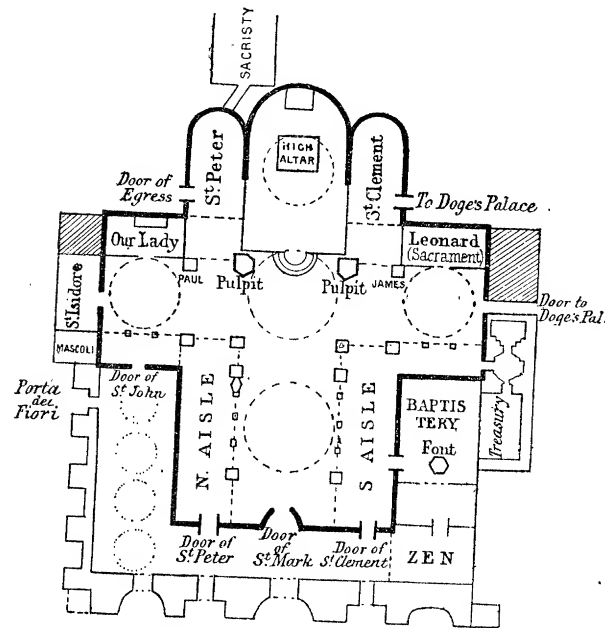 SACRISTY
St Peter
HIGH
ALTAR
St Clement
Door of
Egress
To Doge's Palace
Our Lady
Leonard
(Sacrament)
PAUL
Pulpit
Pulpit
JAMES
St Isidore
Door to
Doge's Pal.
MASCOLI
Door of
St John
Porta
dei
Fiori
N. AISLE
S AISLE
BAPTIS
TERY
Font
Treasury
Door of
St Peter
Door
of
St Mark
Door of
St Clement
ZEN